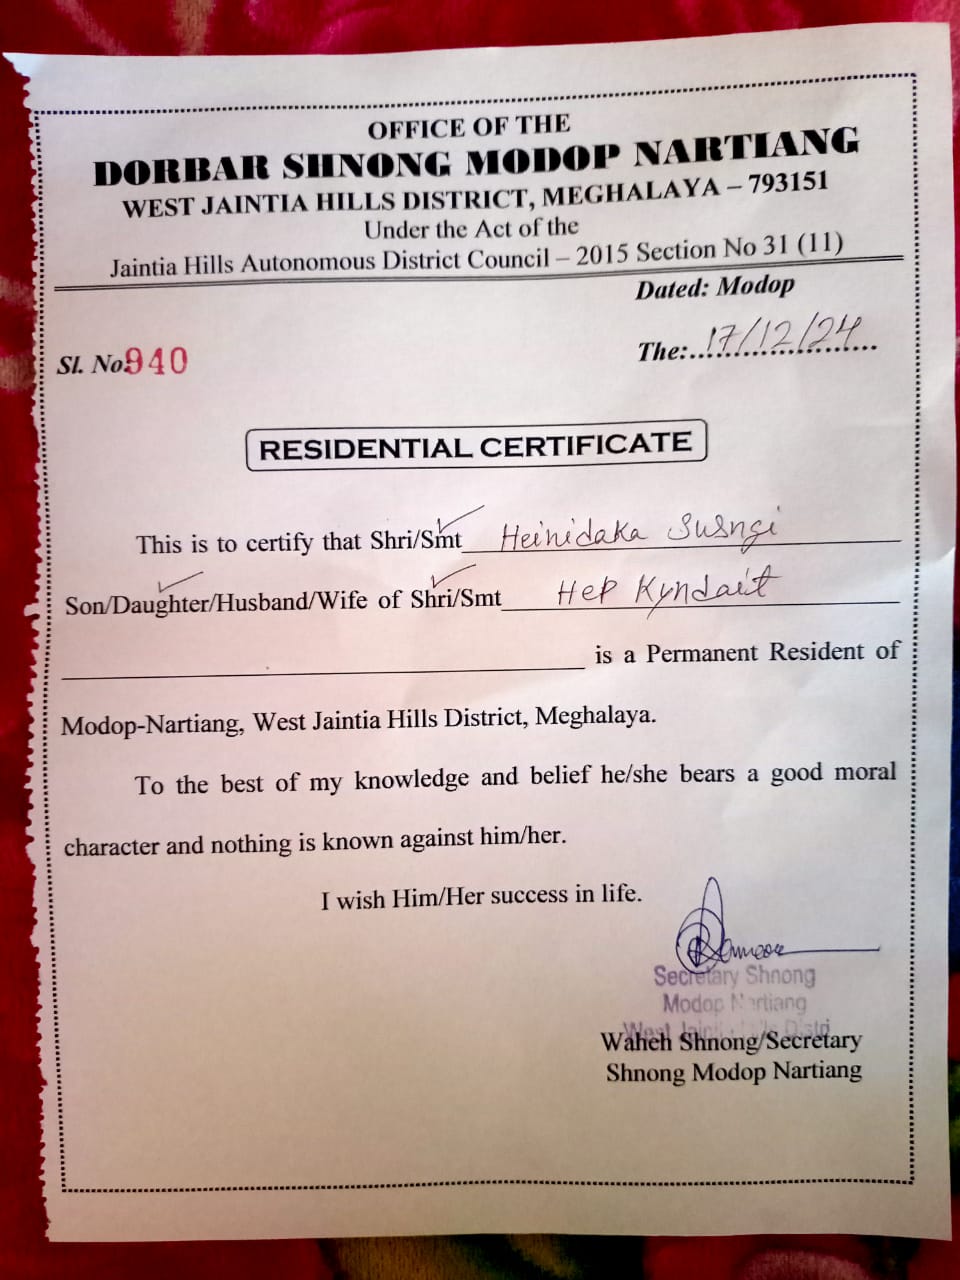 OFFICE OF THE
DORBAR SHNONG MODOP NARTIANG
WEST JAINTIA HILLS DISTRICT, MEGHALAYA – 793151
Under the Act of the
Jaintia Hills Autonomous District Council – 2015 Section No 31 (11)
Dated: Modop
Sl. No 940
The:..17/12/24..
RESIDENTIAL CERTIFICATE
This is to certify that Shri/Smt Heinidaka Susngi
Son/Daughter/Husband/Wife of Shri/Smt Hep Kyndait
is a Permanent Resident of
Modop-Nartiang, West Jaintia Hills District, Meghalaya.
To the best of my knowledge and belief he/she bears a good moral
character and nothing is known against him/her.
I wish Him/Her success in life.
Secretary Shnong
Modop Nartiang
West
Waheh Shnong/Secretary
Shnong Modop Nartiang